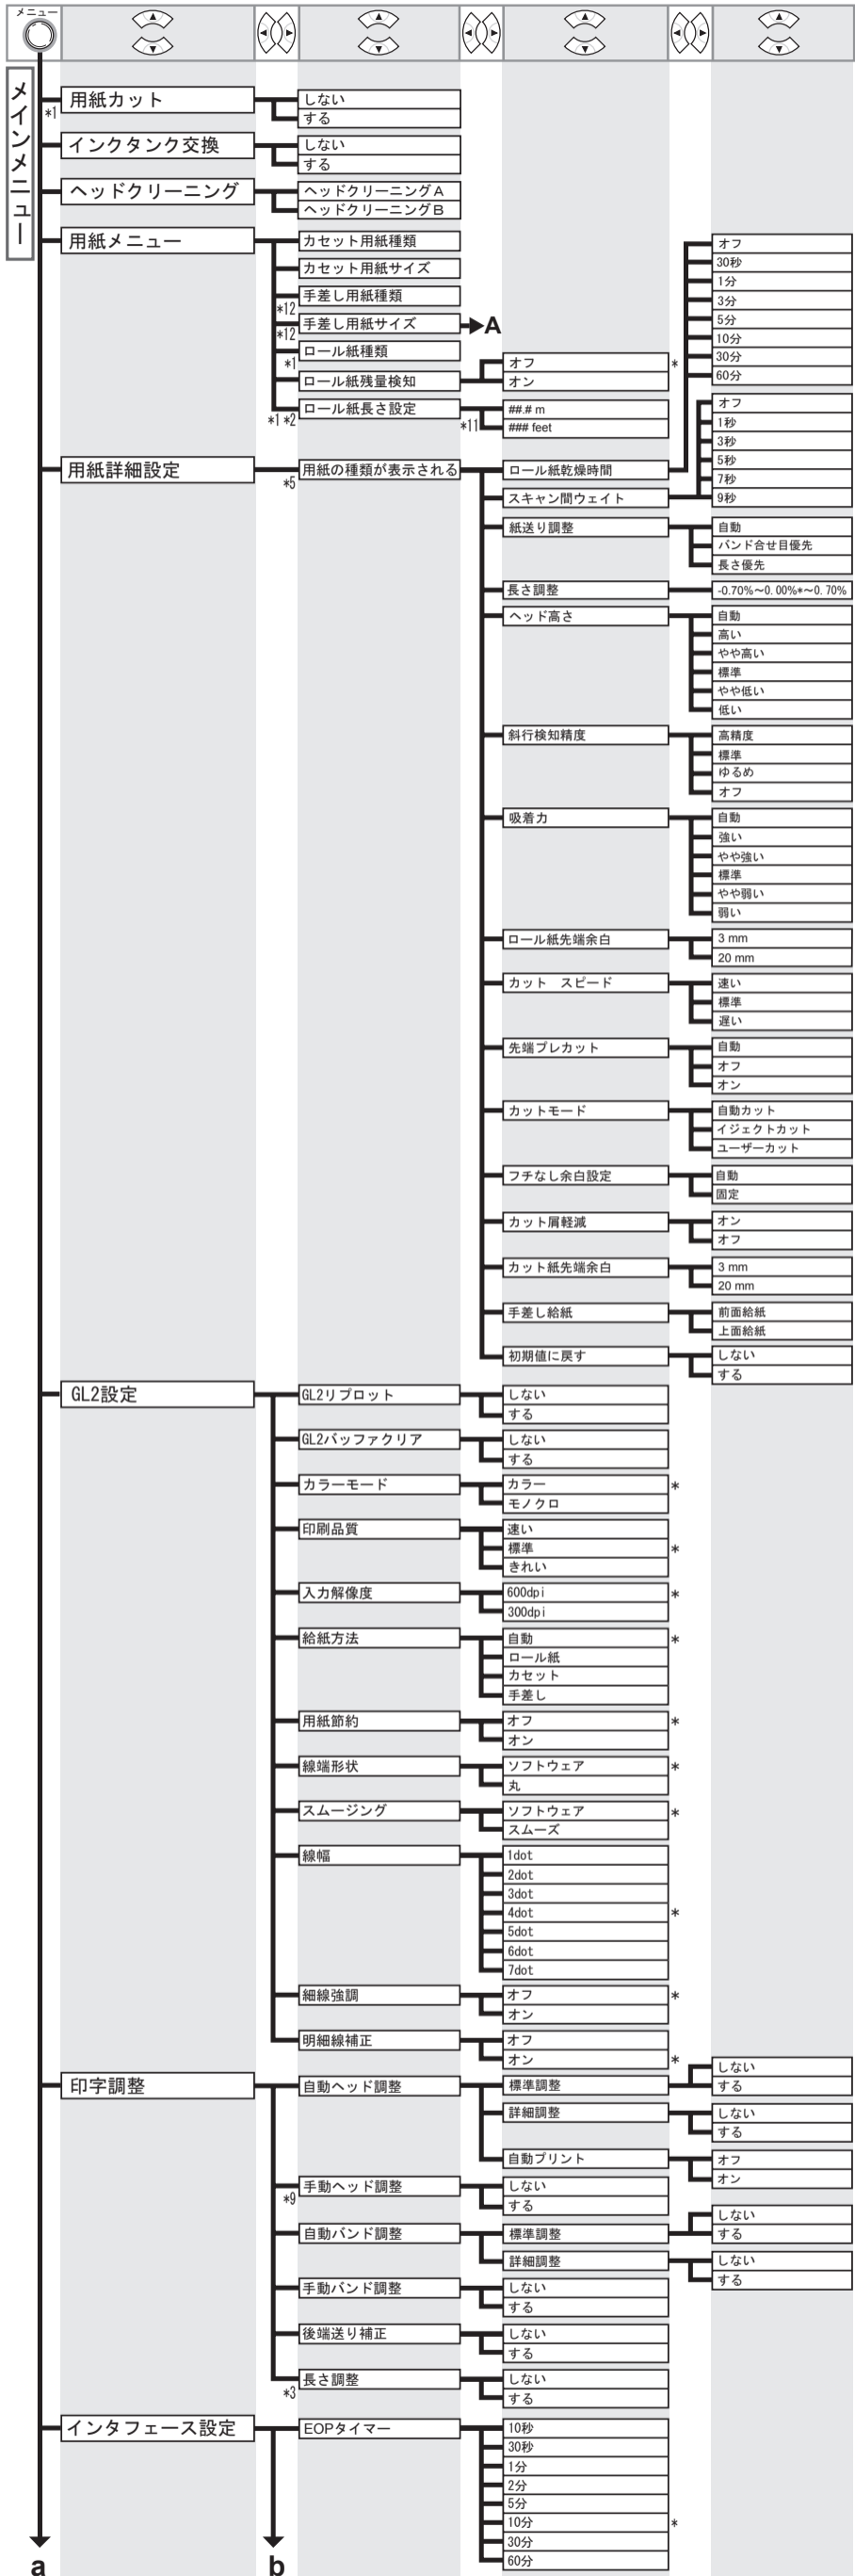 メニュー
メインメニュー
*1
用紙カット
しない
する
インクタンク交換
しない
する
ヘッドクリーニング
ヘッドクリーニングA
ヘッドクリーニングB
用紙メニュー
カセット用紙種類
カセット用紙サイズ
手差し用紙種類
*12
手差し用紙サイズ
A
*12
ロール紙種類
*1
ロール紙残量検知
オフ
*
オン
ロール紙長さ設定
*1 *2
*11
##.# m
### feet
用紙詳細設定
*5
用紙の種類が表示される
ロール紙乾燥時間
オフ
30秒
1分
3分
5分
10分
30分
60分
スキャン間ウェイト
オフ
1秒
3秒
5秒
7秒
9秒
紙送り調整
自動
バンド合せ目優先
長さ優先
長さ調整
-0.70%～0.00%*～0.70%
ヘッド高さ
自動
高い
やや高い
標準
やや低い
低い
斜行検知精度
高精度
標準
ゆるめ
オフ
吸着力
自動
強い
やや強い
標準
やや弱い
弱い
ロール紙先端余白
3 mm
20 mm
カット　スピード
速い
標準
遅い
先端プレカット
自動
オフ
オン
カットモード
自動カット
イジェクトカット
ユーザーカット
フチなし余白設定
自動
固定
カット屑軽減
オン
オフ
カット紙先端余白
3 mm
20 mm
手差し給紙
前面給紙
上面給紙
初期値に戻す
しない
する
GL2設定
GL2リプロット
しない
する
GL2バッファクリア
しない
する
カラーモード
カラー
*
モノクロ
印刷品質
速い
標準
*
きれい
入力解像度
600dpi
*
300dpi
給紙方法
自動
*
ロール紙
カセット
手差し
用紙節約
オフ
*
オン
線端形状
ソフトウェア
*
丸
スムージング
ソフトウェア
*
スムーズ
線幅
1dot
2dot
3dot
4dot
*
5dot
6dot
7dot
細線強調
オフ
*
オン
明細線補正
オフ
オン
*
印字調整
自動ヘッド調整
標準調整
しない
する
詳細調整
しない
する
自動プリント
オフ
オン
*9
手動ヘッド調整
しない
する
自動バンド調整
標準調整
しない
する
詳細調整
しない
する
手動バンド調整
しない
する
後端送り補正
しない
する
*3
長さ調整
しない
する
インタフェース設定
EOPタイマー
10秒
30秒
1分
2分
5分
10分
*
30分
60分
a
b